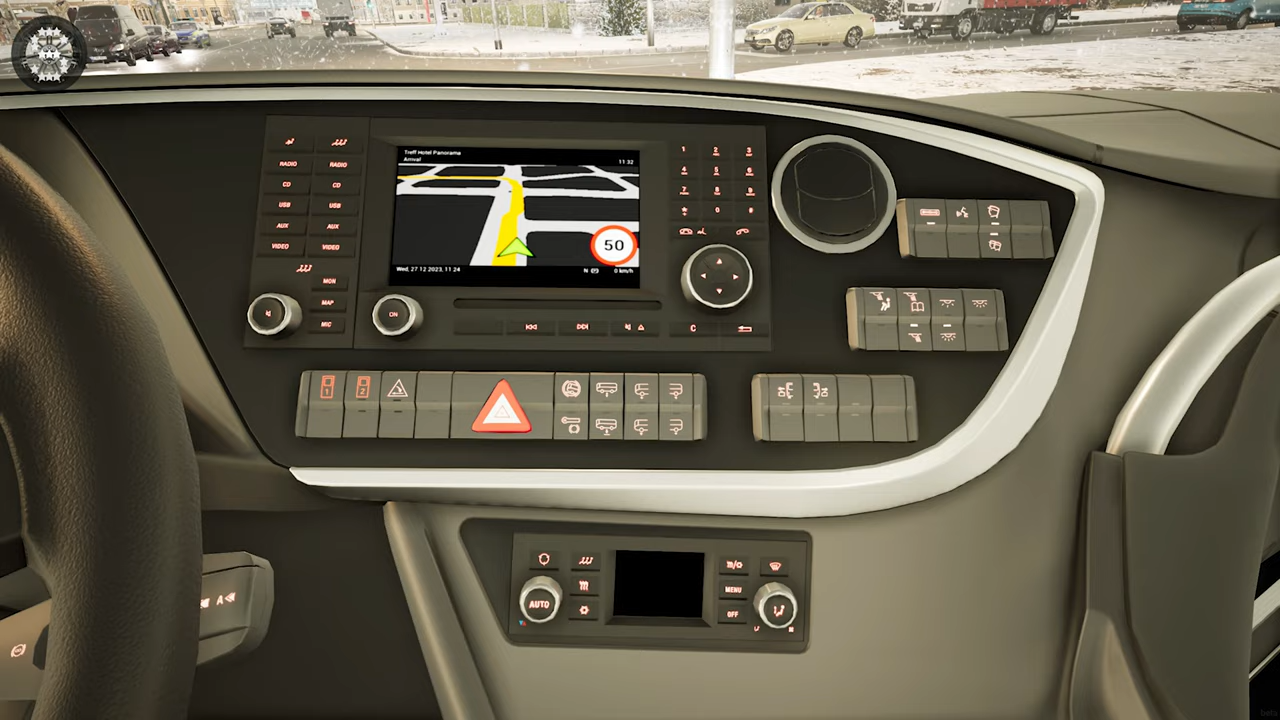 Treff Hotel Panorama
Arrival
11:32
50
Wed, 27 12 2023, 11 24
N
0 km/h
RADIO
RADIO
CD
CD
USB
USB
AUX
AUX
VIDEO
VIDEO
MON
MAP
MIC
ON
1
2
3
4
5
6
7
8
9
*
0
#
C
1
2
AUTO
MENU
OFF
A